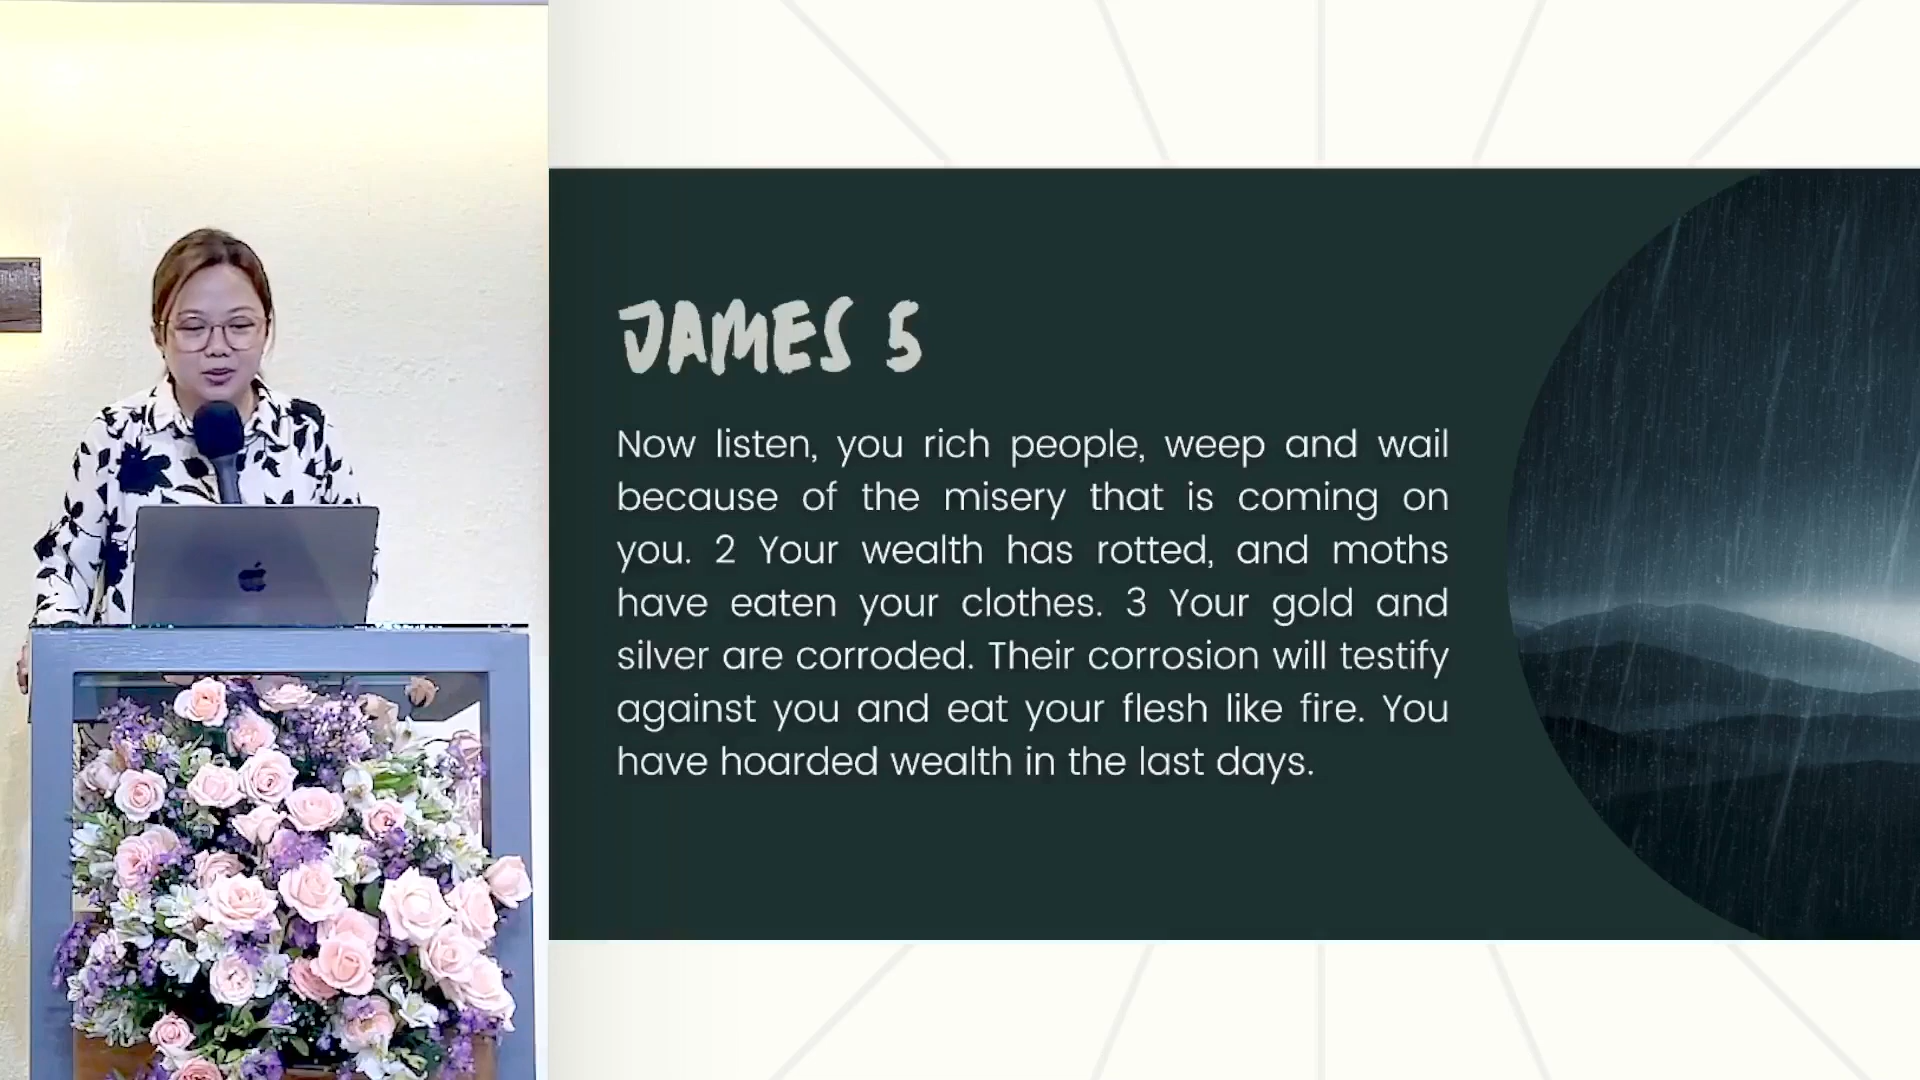 JAMES 5
Now listen, you rich people, weep and wail
because of the misery that is coming on
you. 2 Your wealth has rotted, and moths
have eaten your clothes. 3 Your gold and
silver are corroded. Their corrosion will testify
against you and eat your flesh like fire. You
have hoarded wealth in the last days.